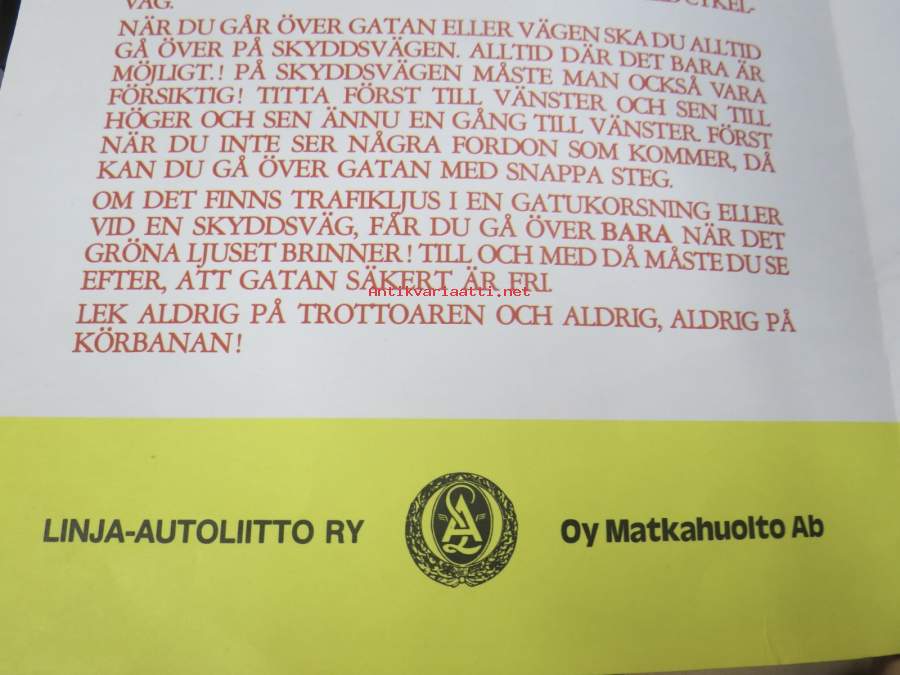 CYKEL-
VÄG.
NÄR DU GÅR ÖVER GATAN ELLER VÄGEN SKA DU ALLTID
GÅ ÖVER PÅ SKYDDSVÄGEN. ALLTID DÄR DET BARA ÄR
MÖJLIGT.! PÅ SKYDDSVÄGEN MÅSTE MAN OCKSÅ VARA
FÖRSIKTIG! TITTA FÖRST TILL VÄNSTER OCH SEN TILL
HÖGER OCH SEN ÄNNU EN GÅNG TILL VÄNSTER. FÖRST
NÄR DU INTE SER NÅGRA FORDON SOM KOMMER, DÅ
KAN DU GÅ ÖVER GATAN MED SNAPPA STEG.
OM DET FINNS TRAFIKLJUS I EN GATUKORSNING ELLER
VID EN SKYDDSVÄG, FÅR DU GÅ ÖVER BARA NÄR DET
GRÖNA LJUSET BRINNER! TILL OCH MED DÅ MÅSTE DU SE
EFTER, ATT GATAN SÄKERT ÄR FRI.
Antikvariaatti.net
LEK ALDRIG PÅ TROTTOAREN OCH ALDRIG, ALDRIG PÅ
KÖRBANAN!
LINJA-AUTOLIITTO RY
Oy Matkahuolto Ab